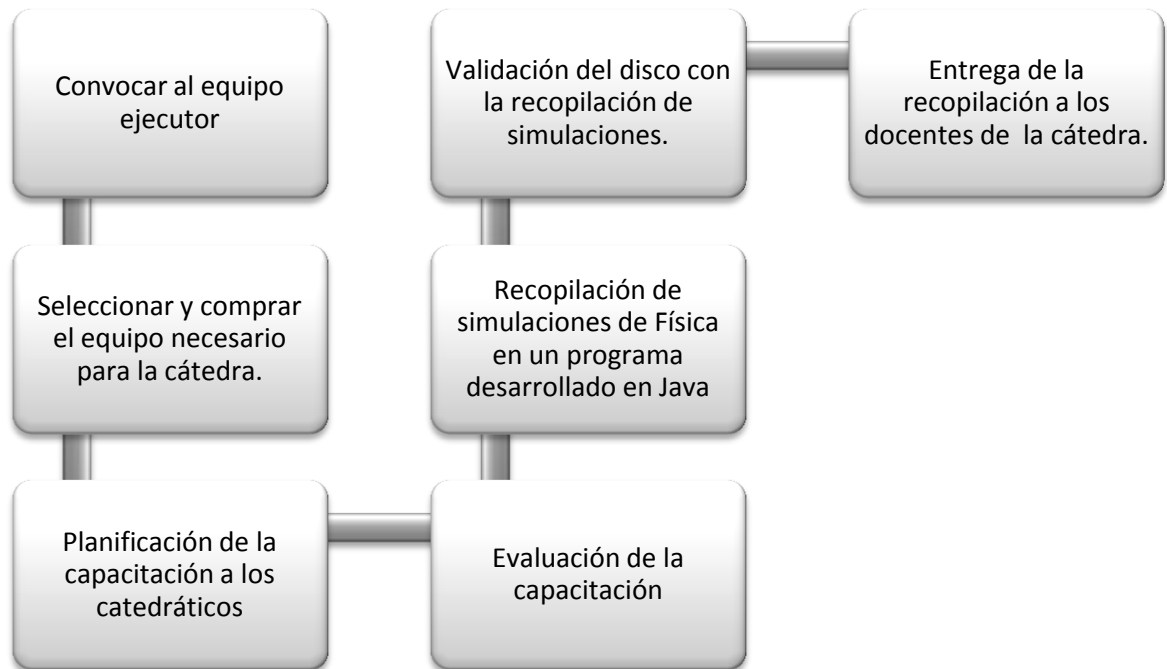 Convocar al equipo
ejecutor
Seleccionar y comprar
el equipo necesario
para la cátedra.
Planificación de la
capacitación a los
catedráticos
Evaluación de la
capacitación
Recopilación de
simulaciones de Física
en un programa
desarrollado en Java
Validación del disco con
la recopilación de
simulaciones.
Entrega de la
recopilación a los
docentes de  la cátedra.